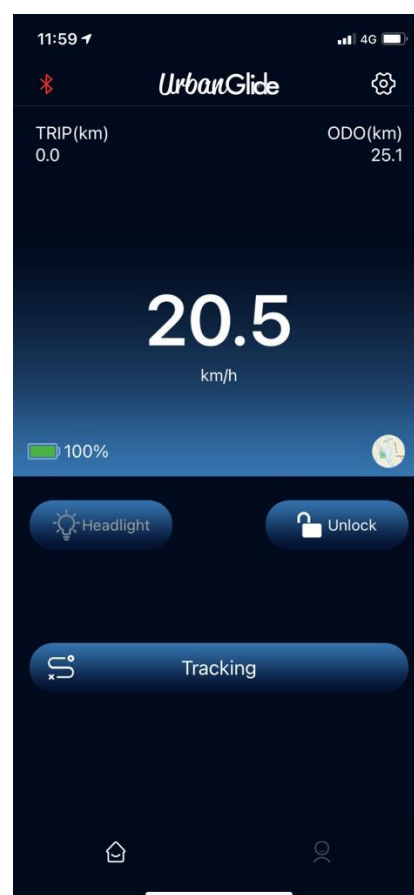 11:59
4G
UrbanGlide
TRIP(km)
ODO(km)
0.0
25.1
20.5
km/h
100%
Headlight
Unlock
Tracking